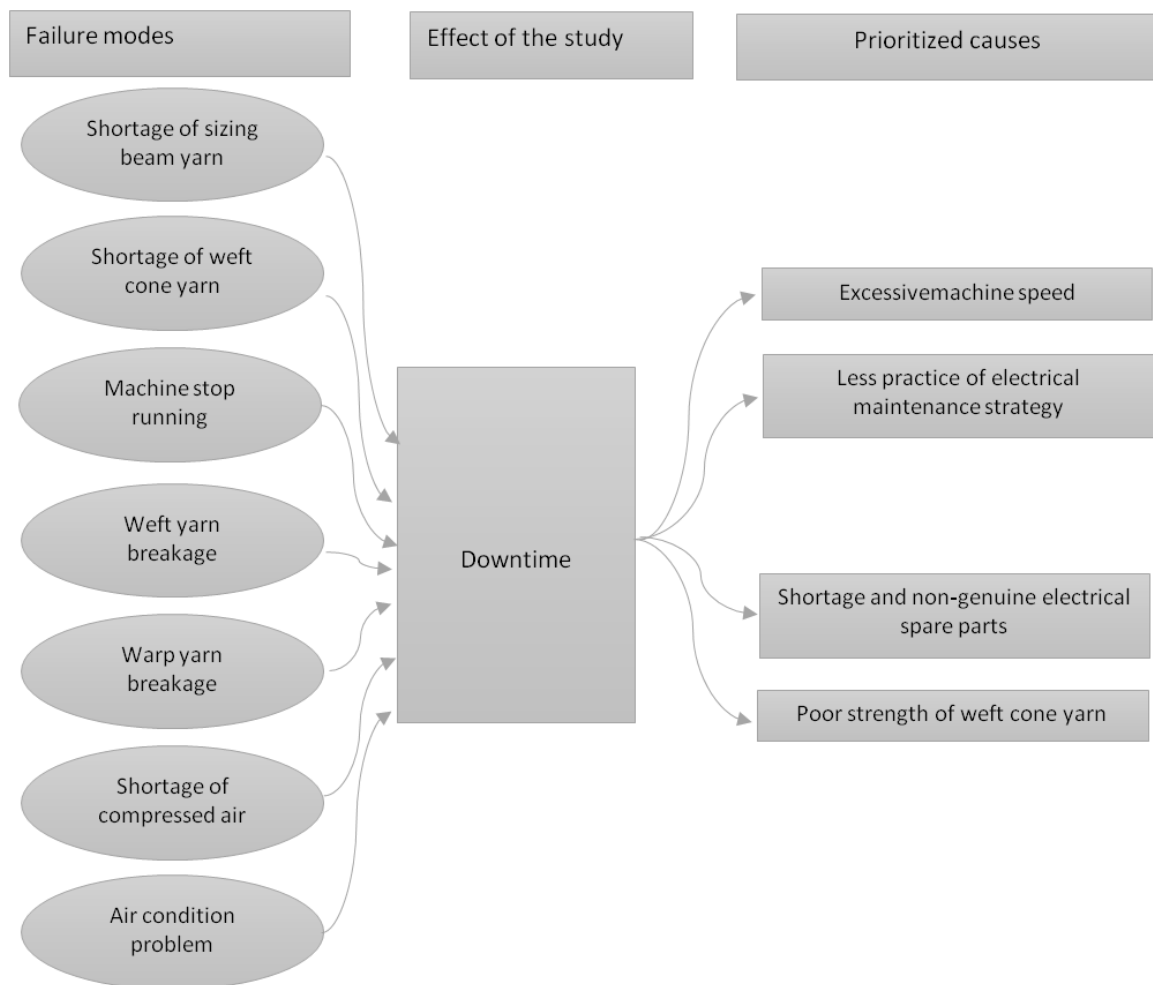 Failure modes
Effect of the study
Prioritized causes
Shortage of sizing
beam yarn
Shortage of weft
cone yarn
Machine stop
running
Weft yarn
breakage
Warp yarn
breakage
Shortage of
compressed air
Air condition
problem
Downtime
Excessivemachine speed
Less practice of electrical
maintenance strategy
Shortage and non-genuine electrical
spare parts
Poor strength of weft cone yarn